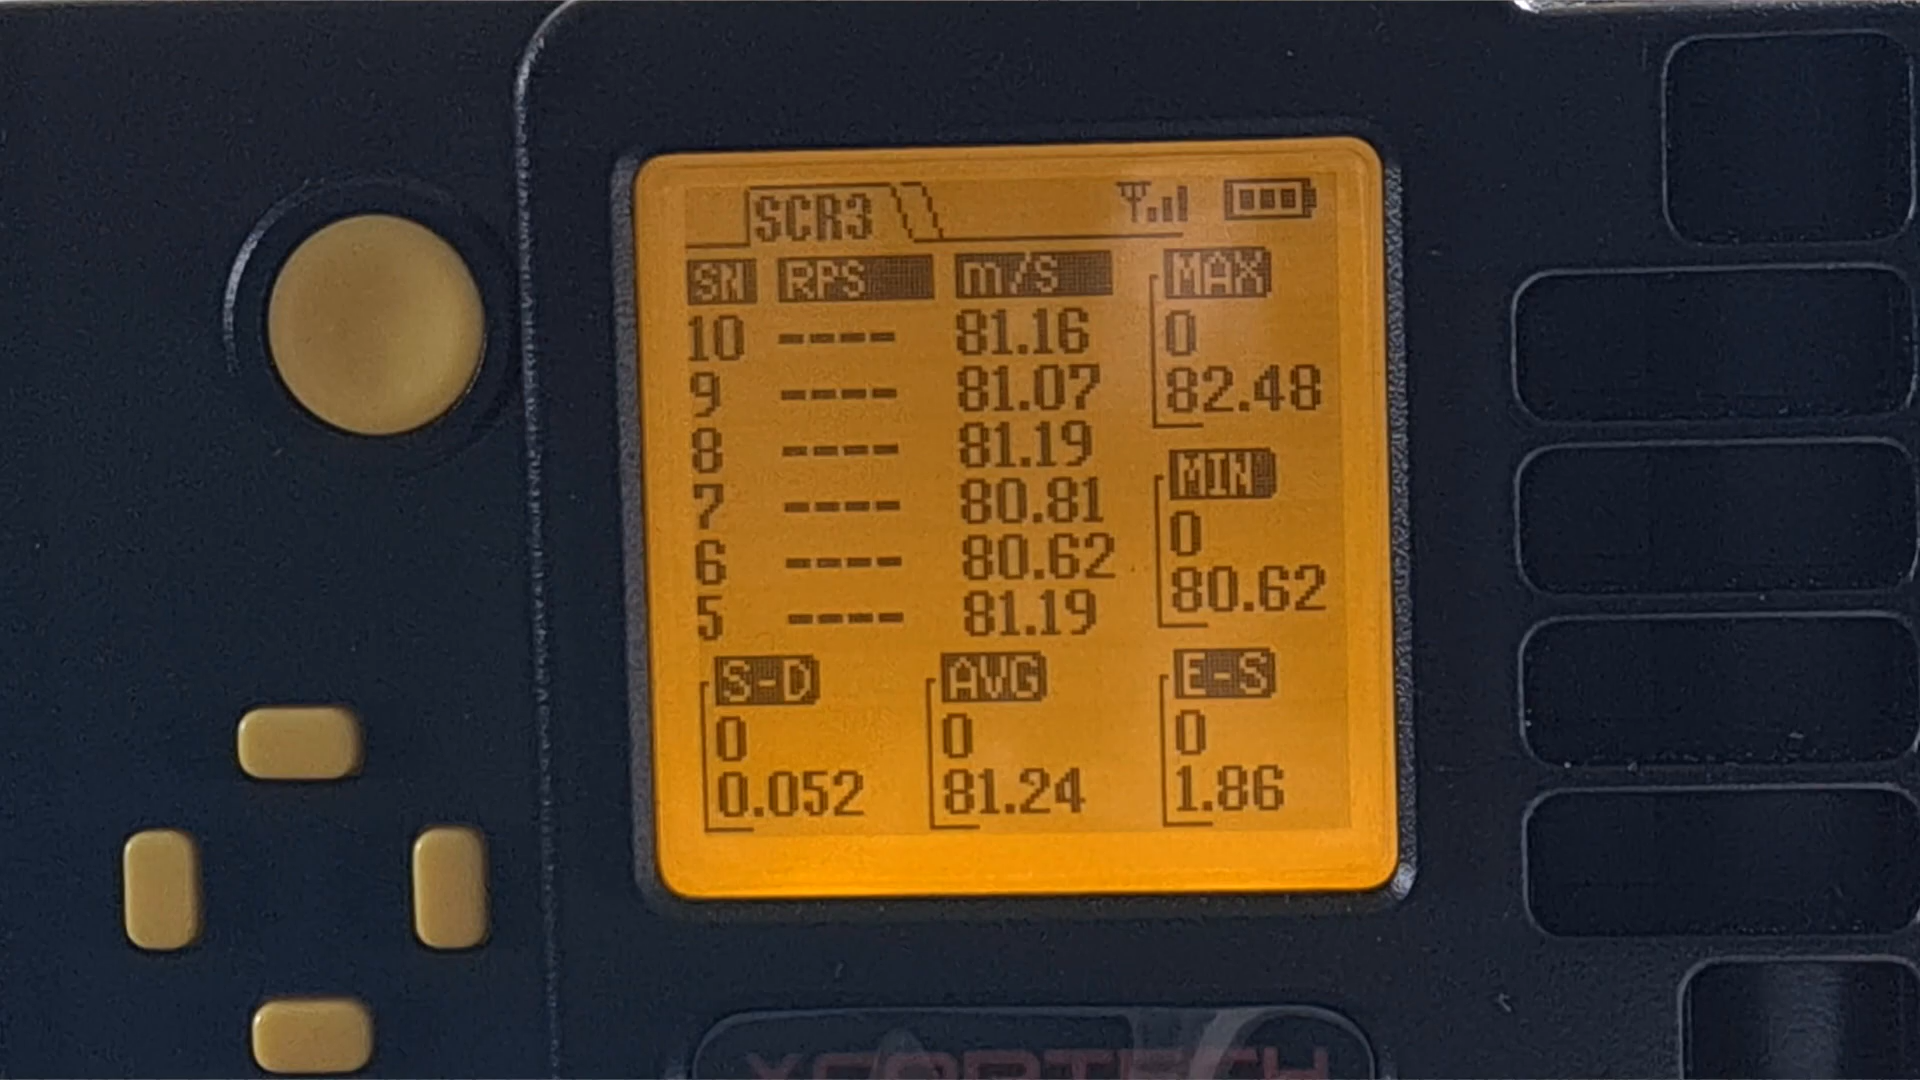 SCR3
SN RPS m/S MAX
10 ---- 81.16 0
9 ---- 81.07 82.48
8 ---- 81.19 MIN
7 ---- 80.81 0
6 ---- 80.62 80.62
5 ---- 81.19
S-D AVG E-S
0 0 0
0.052 81.24 1.86
XCORTECH